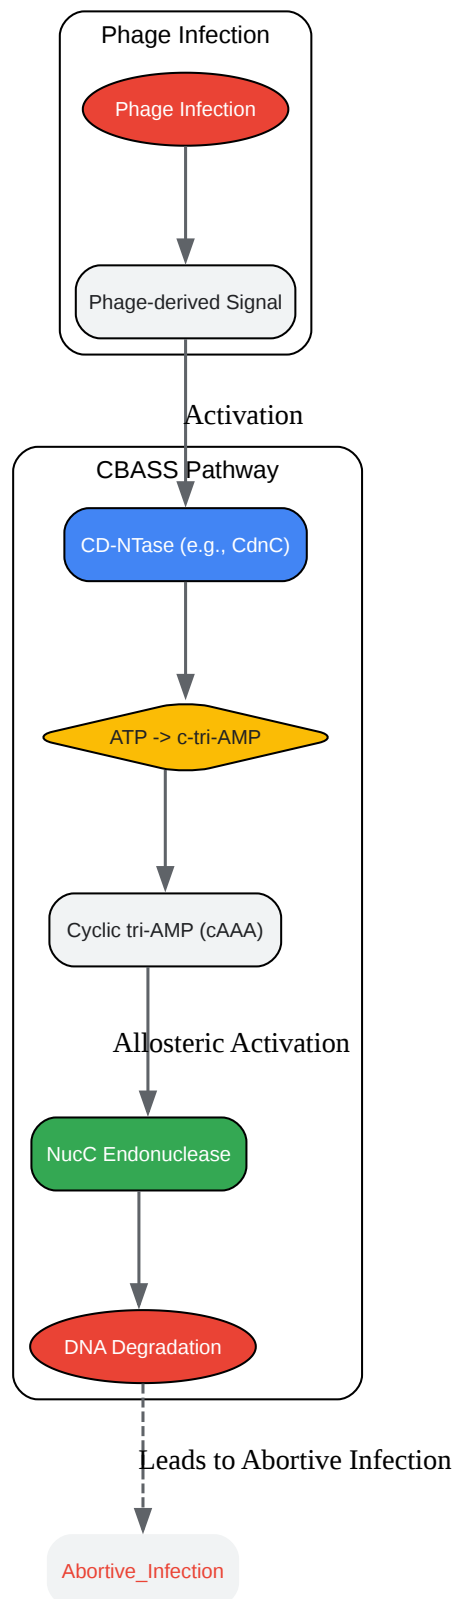 Phage Infection
Phage Infection
Phage-derived Signal
Activation
CBASS Pathway
CD-NTase (e.g., CdnC)
ATP -> c-tri-AMP
Cyclic tri-AMP (cAAA)
Allosteric Activation
NucC Endonuclease
DNA Degradation
Leads to Abortive Infection
Abortive_Infection